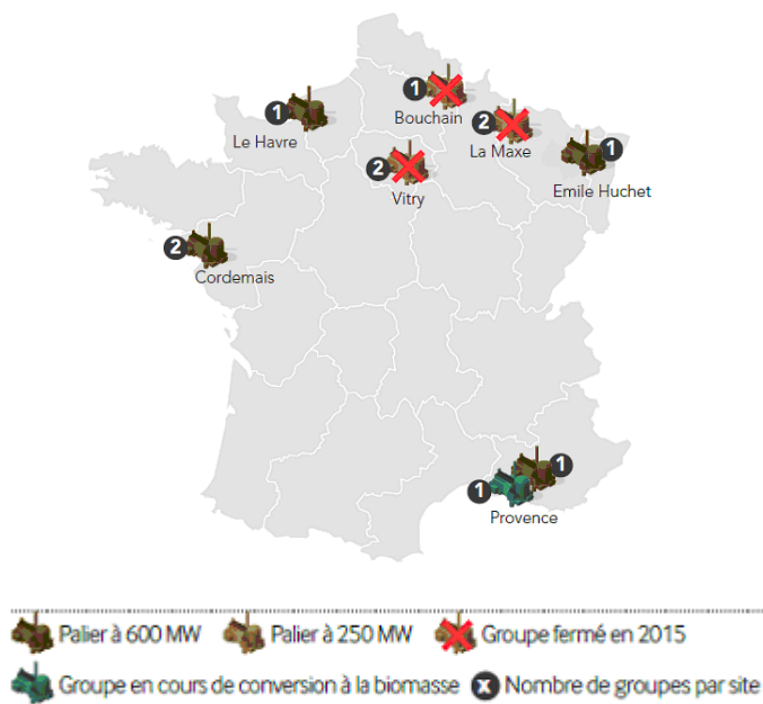 1
Bouchain
1
Le Havre
2
La Maxe
1
Emile Huchet
2
Vitry
2
Cordemais
1
1
Provence
Palier à 600 MW
Palier à 250 MW
Groupe fermé en 2015
Groupe en cours de conversion à la biomasse
x Nombre de groupes par site